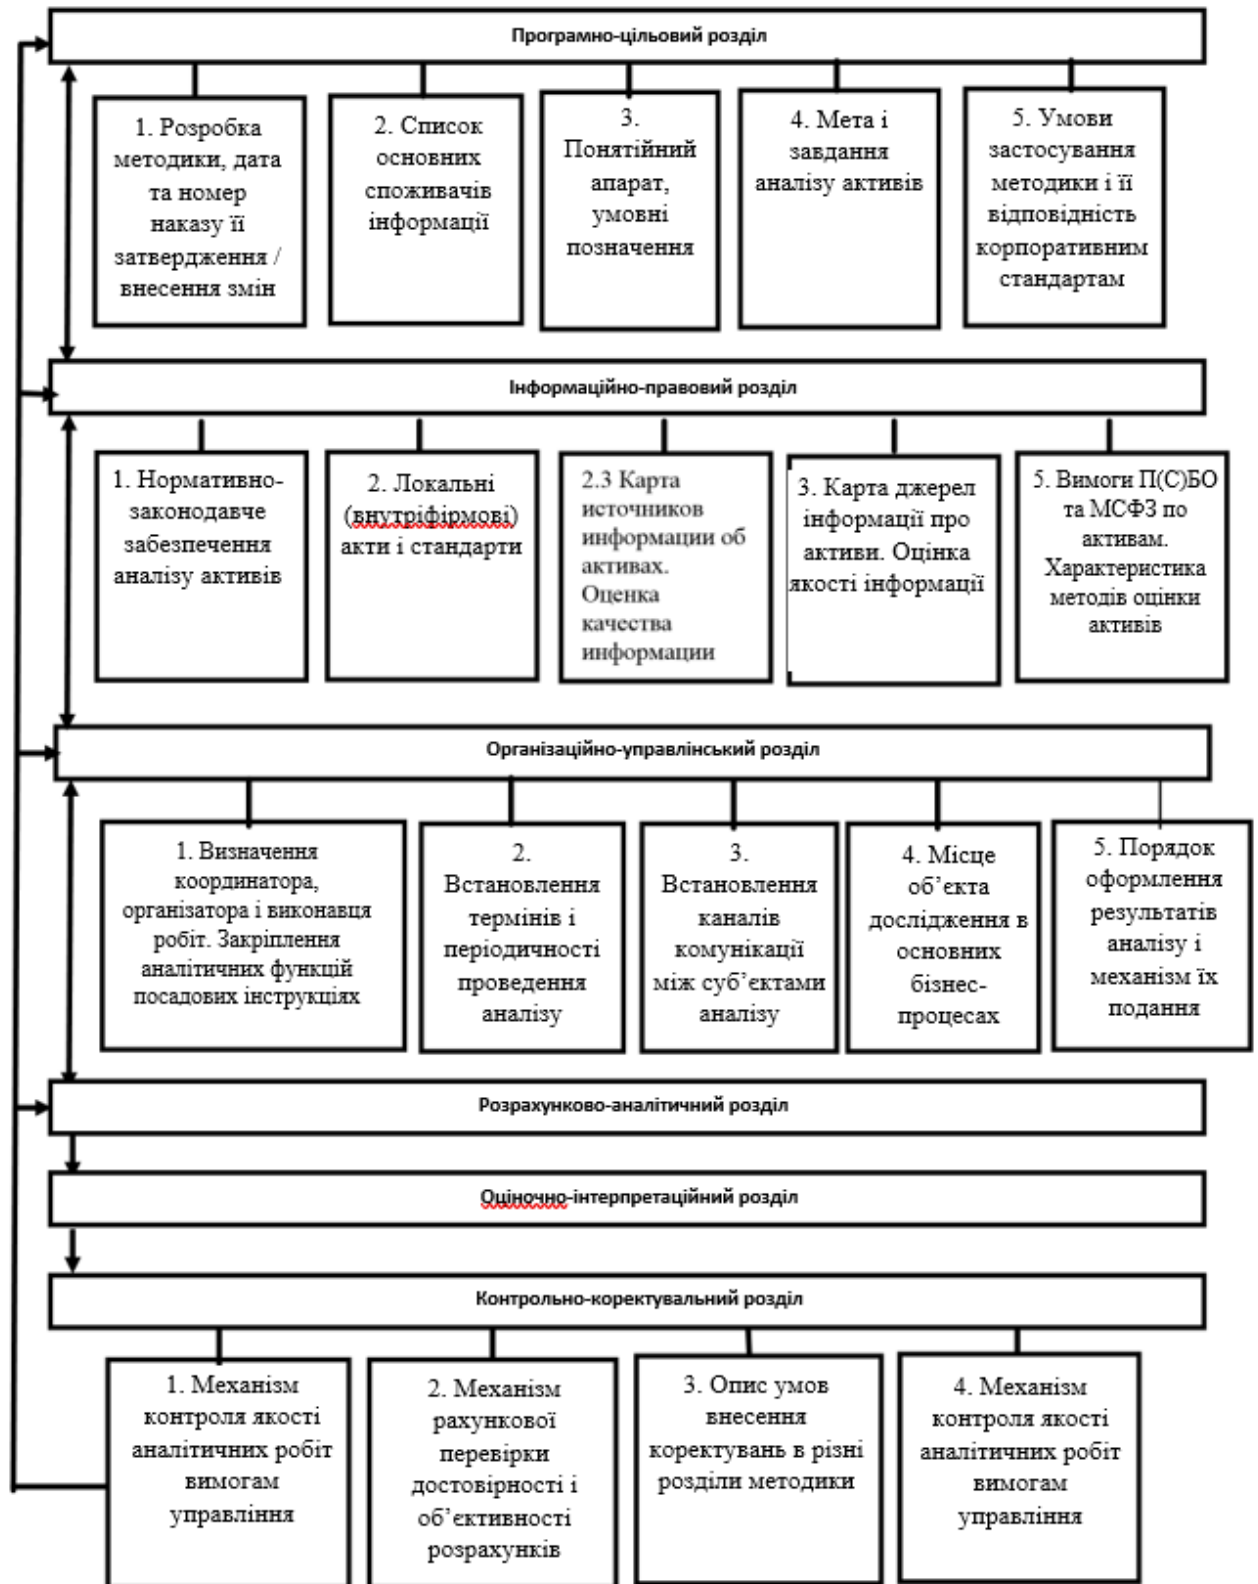 Програмно-цільовий розділ
1. Розробка
методики, дата
та номер
наказу її
затвердження /
внесення змін
2. Список
основних
споживачів
інформації
3.
Понятійний
апарат,
умовні
позначення
4. Мета і
завдання
аналізу активів
5. Умови
застосування
методики і її
відповідність
корпоративним
стандартам
Інформаційно-правовий розділ
1. Нормативно-
законодавче
забезпечення
аналізу активів
2. Локальні
(внутріфірмові)
акти і стандарти
2.3 Карта
источников
информации об
активах.
Оценка
качества
информации
3. Карта джерел
інформації про
активи. Оцінка
якості інформації
5. Вимоги П(С)БО
та МСФЗ по
активам.
Характеристика
методів оцінки
активів
Організаційно-управлінський розділ
1. Визначення
координатора,
організатора і виконавця
робіт. Закріплення
аналітичних функцій
посадових інструкціях
2.
Встановлення
термінів і
періодичності
проведення
аналізу
3.
Встановлення
каналів
комунікації
між суб’єктами
аналізу
4. Місце
об’єкта
дослідження в
основних
бізнес-
процесах
5. Порядок
оформлення
результатів
аналізу і
механізм їх
подання
Розрахунково-аналітичний розділ
Оціночно-інтерпретаційний розділ
Контрольно-коректувальний розділ
1. Механізм
контроля якості
аналітичних робіт
вимогам
управління
2. Механізм
рахункової
перевірки
достовірності і
об’єктивності
розрахунків
3. Опис умов
внесення
коректувань в різні
розділи методики
4. Механізм
контроля якості
аналітичних робіт
вимогам
управління